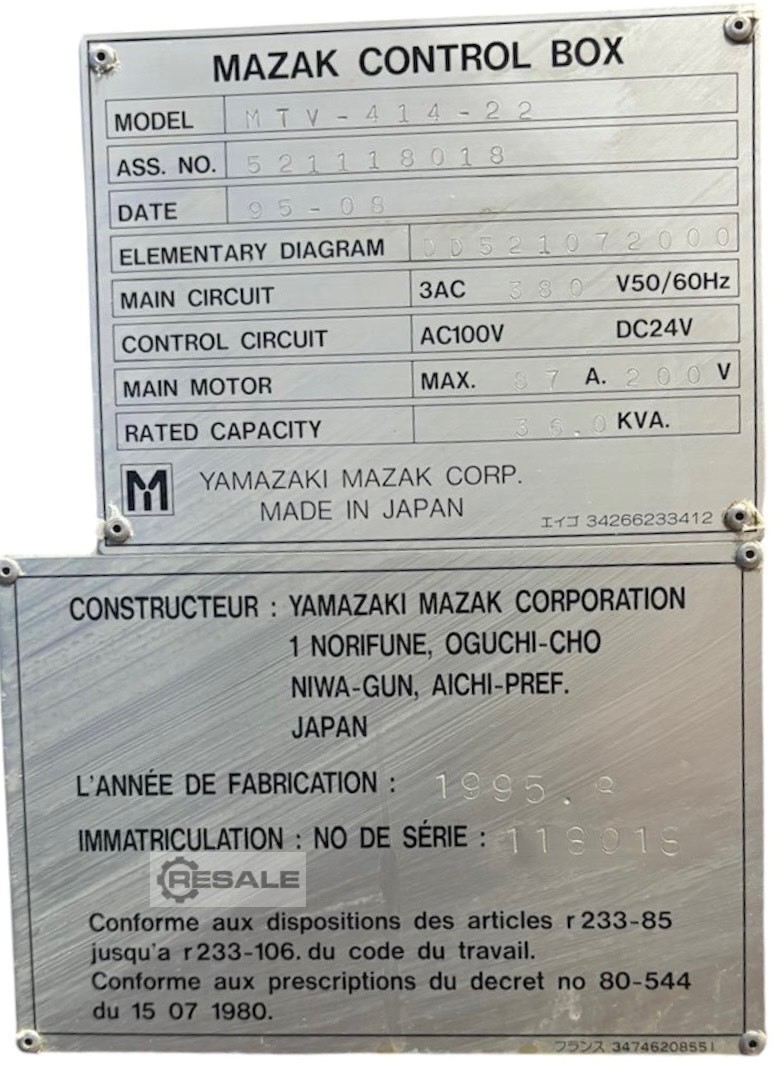 MAZAK CONTROL BOX
MODEL MTV-414-22
ASS. NO. 521118018
DATE 95-08
ELEMENTARY DIAGRAM DD521072000
MAIN CIRCUIT 3AC 380 V50/60Hz
CONTROL CIRCUIT AC100V DC24V
MAIN MOTOR MAX. 87 A. 200 V
RATED CAPACITY 36.0 KVA.
M YAMAZAKI MAZAK CORP.
MADE IN JAPAN
エイゴ 34266233412
CONSTRUCTEUR : YAMAZAKI MAZAK CORPORATION
1 NORIFUNE, OGUCHI-CHO
NIWA-GUN, AICHI-PREF.
JAPAN
L'ANNÉE DE FABRICATION : 1995.8
IMMATRICULATION : NO DE SÉRIE : 118018
RESALE
Conforme aux dispositions des articles r 233-85
jusqu'a r 233-106. du code du travail.
Conforme aux prescriptions du decret no 80-544
du 15 07 1980.
フランス 34746208551